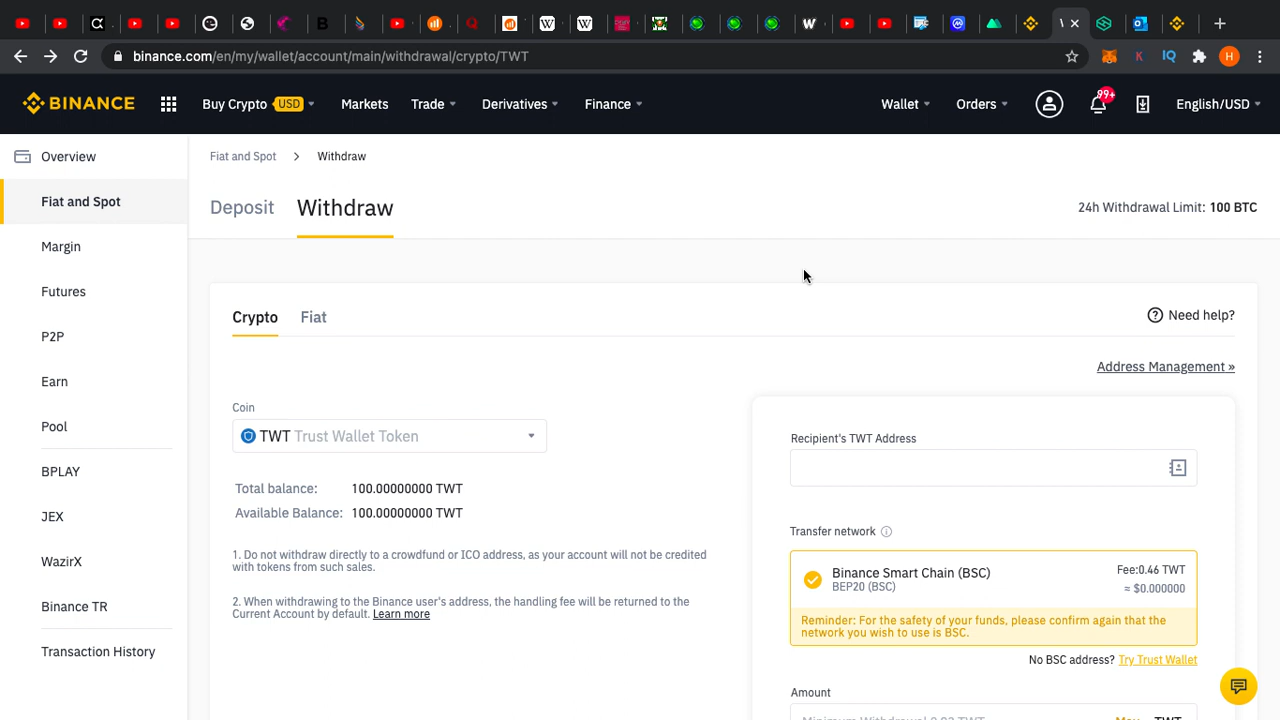 binance.com/en/my/wallet/account/main/withdrawal/crypto/TWT
K
IQ
H
BINANCE
Buy Crypto USD
Markets
Trade
Derivatives
Finance
Wallet
Orders
99+
English/USD
Overview
Fiat and Spot
Margin
Futures
P2P
Earn
Pool
BPLAY
JEX
WazirX
Binance TR
Transaction History
Fiat and Spot > Withdraw
Deposit
Withdraw
24h Withdrawal Limit: 100 BTC
Crypto
Fiat
Need help?
Address Management »
Coin
TWT Trust Wallet Token
Total balance: 100.00000000 TWT
Available Balance: 100.00000000 TWT
1. Do not withdraw directly to a crowdfund or ICO address, as your account will not be credited
with tokens from such sales.
2. When withdrawing to the Binance user's address, the handling fee will be returned to the
Current Account by default. Learn more
Recipient's TWT Address
Transfer network
Binance Smart Chain (BSC)
BEP20 (BSC)
Fee:0.46 TWT
≈ $0.000000
Reminder: For the safety of your funds, please confirm again that the
network you wish to use is BSC.
No BSC address? Try Trust Wallet
Amount